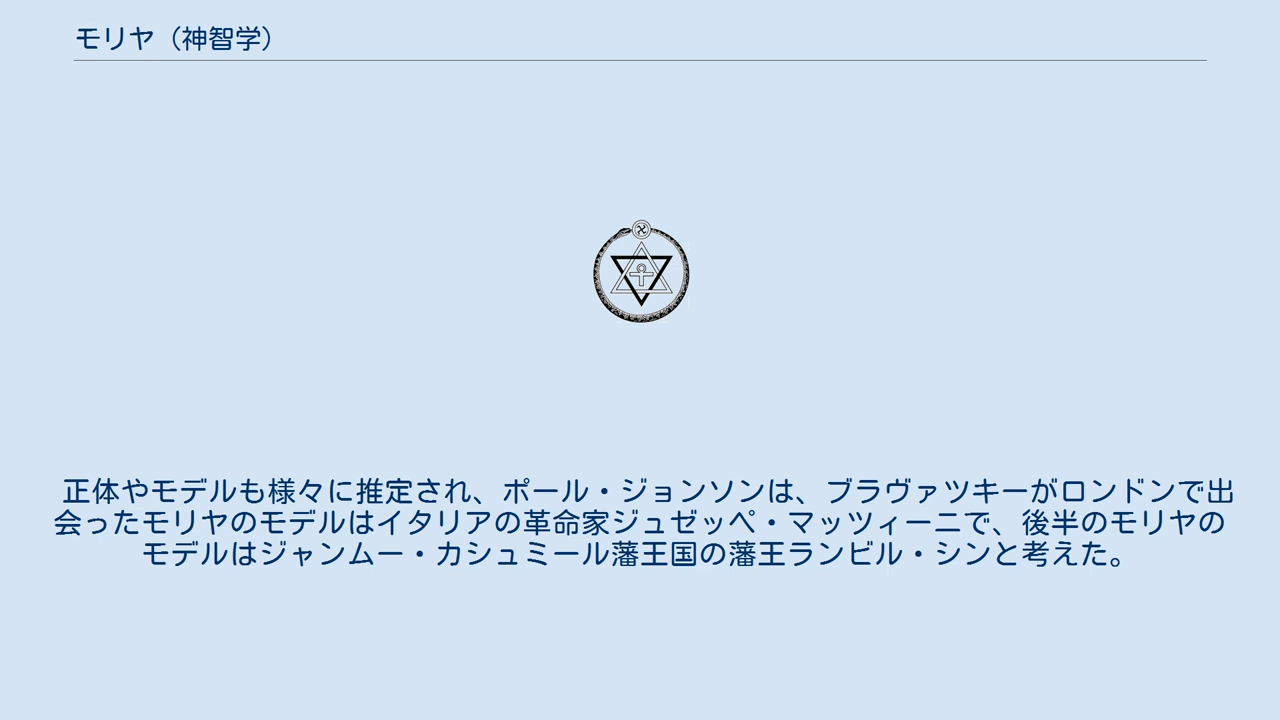 モリヤ（神智学）
正体やモデルも様々に推定され、ポール・ジョンソンは、ブラヴァツキーがロンドンで出
会ったモリヤのモデルはイタリアの革命家ジュゼッペ・マッツィーニで、後半のモリヤの
モデルはジャンムー・カシュミール藩王国の藩王ランビル・シンと考えた。